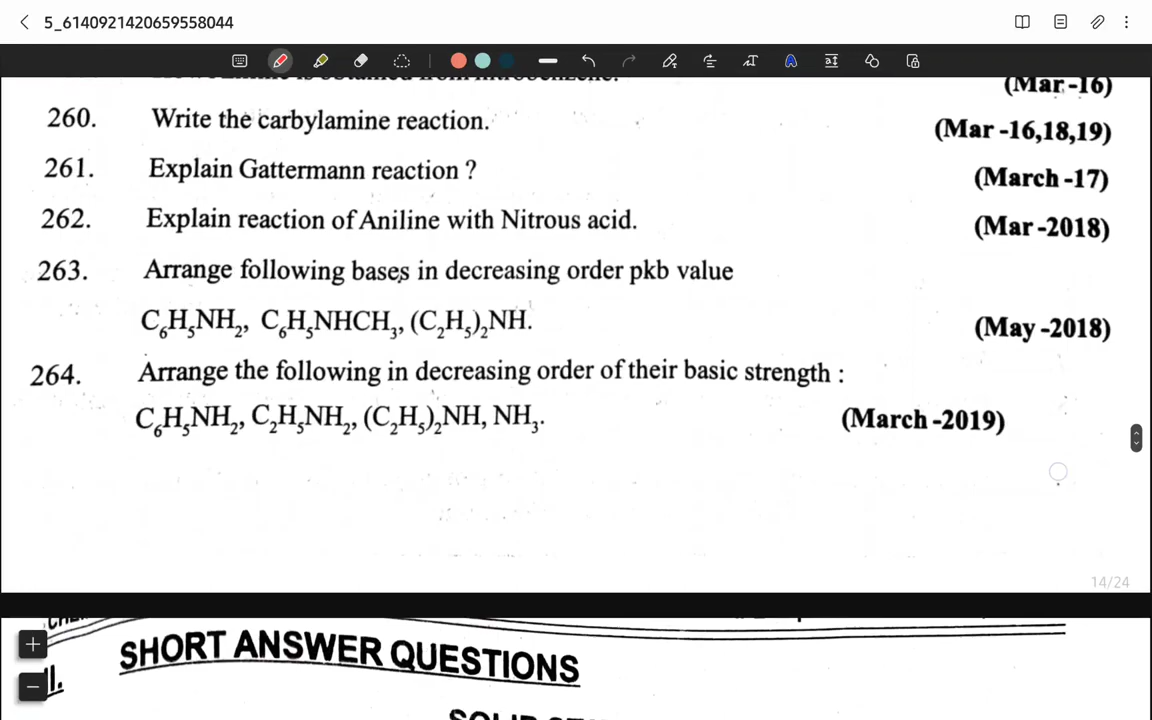 5_6140921420659558044
(Mar-16)
260. Write the carbylamine reaction. (Mar -16,18,19)
261. Explain Gattermann reaction ? (March -17)
262. Explain reaction of Aniline with Nitrous acid. (Mar -2018)
263. Arrange following bases in decreasing order pkb value
C₆H₅NH₂, C₆H₅NHCH₃, (C₂H₅)₂NH. (May -2018)
264. Arrange the following in decreasing order of their basic strength :
C₆H₅NH₂, C₂H₅NH₂, (C₂H₅)₂NH, NH₃. (March -2019)
14/24
II. SHORT ANSWER QUESTIONS